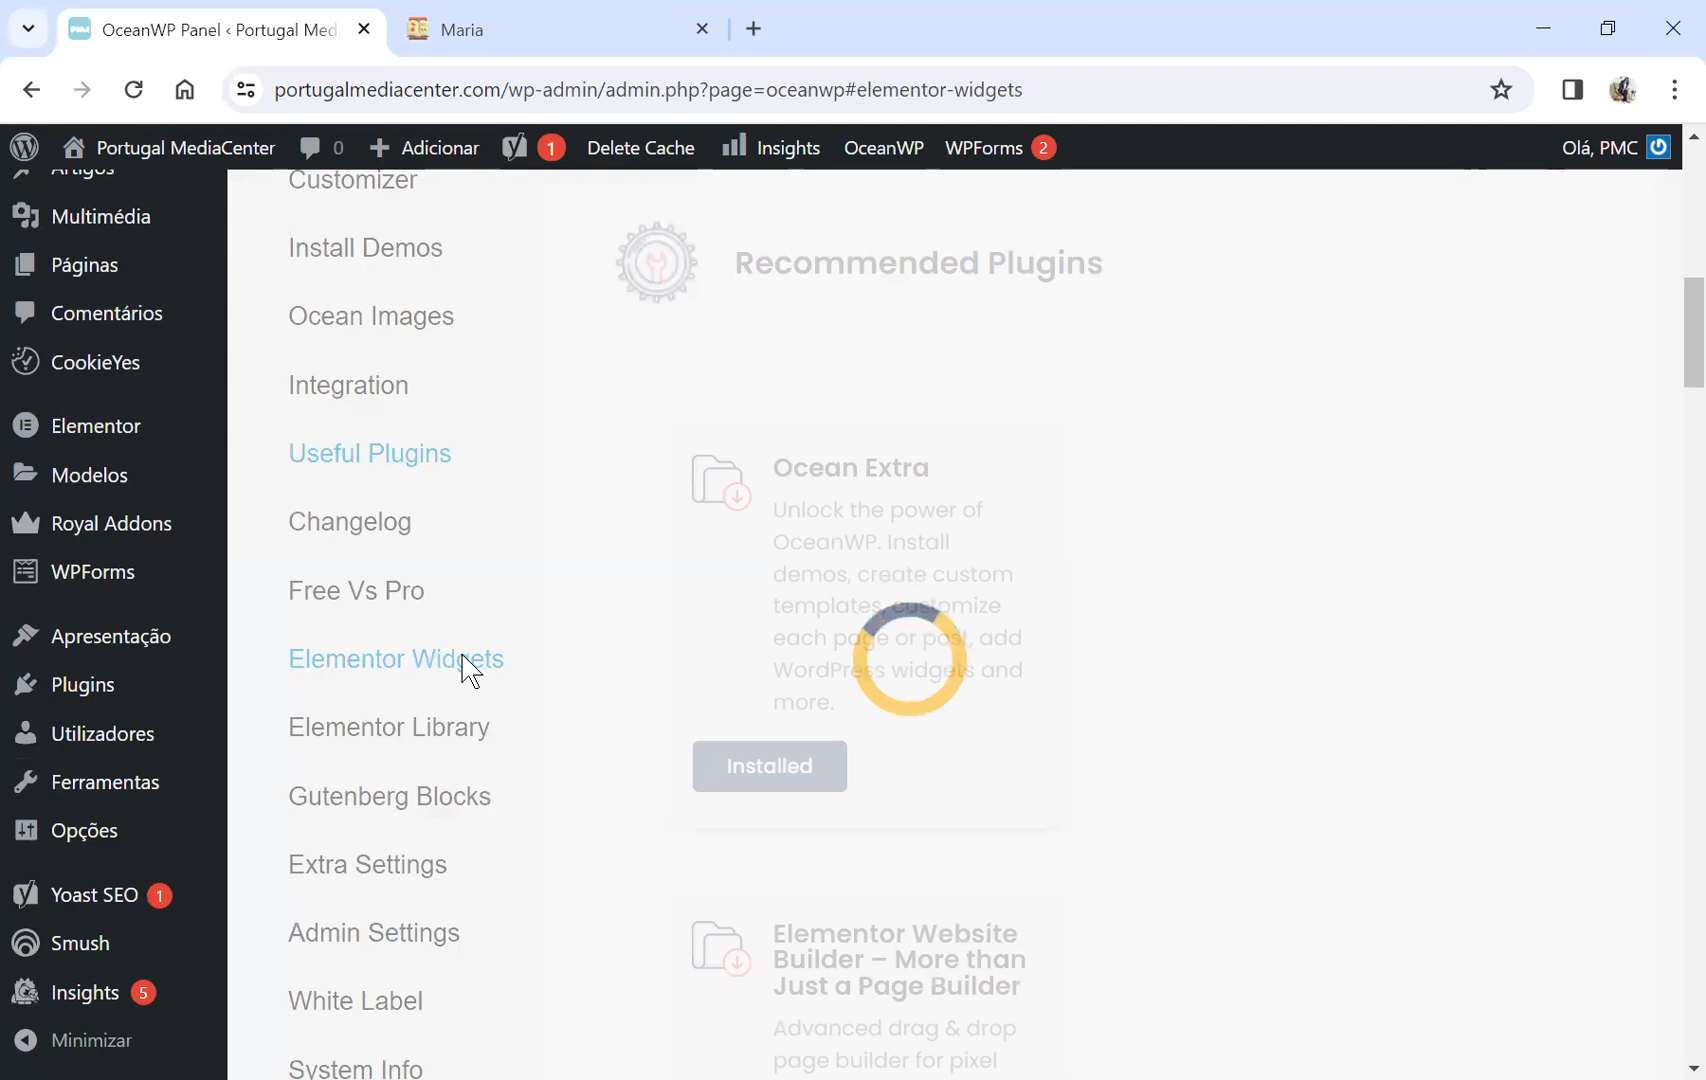 OceanWP Panel ‹ Portugal Med
Maria
portugalmediacenter.com/wp-admin/admin.php?page=oceanwp#elementor-widgets
Portugal MediaCenter
0
Adicionar
1
Delete Cache
Insights
OceanWP
WPForms 2
Olá, PMC
Artigos
Multimédia
Páginas
Comentários
CookieYes
Elementor
Modelos
Royal Addons
WPForms
Apresentação
Plugins
Utilizadores
Ferramentas
Opções
Yoast SEO 1
Smush
Insights 5
Minimizar
Customizer
Install Demos
Ocean Images
Integration
Useful Plugins
Changelog
Free Vs Pro
Elementor Widgets
Elementor Library
Gutenberg Blocks
Extra Settings
Admin Settings
White Label
System Info
Recommended Plugins
Ocean Extra
Unlock the power of
OceanWP. Install
demos, create custom
templates, customize
each page or post, add
WordPress widgets and
more.
Installed
Elementor Website
Builder – More than
Just a Page Builder
Advanced drag & drop
page builder for pixel